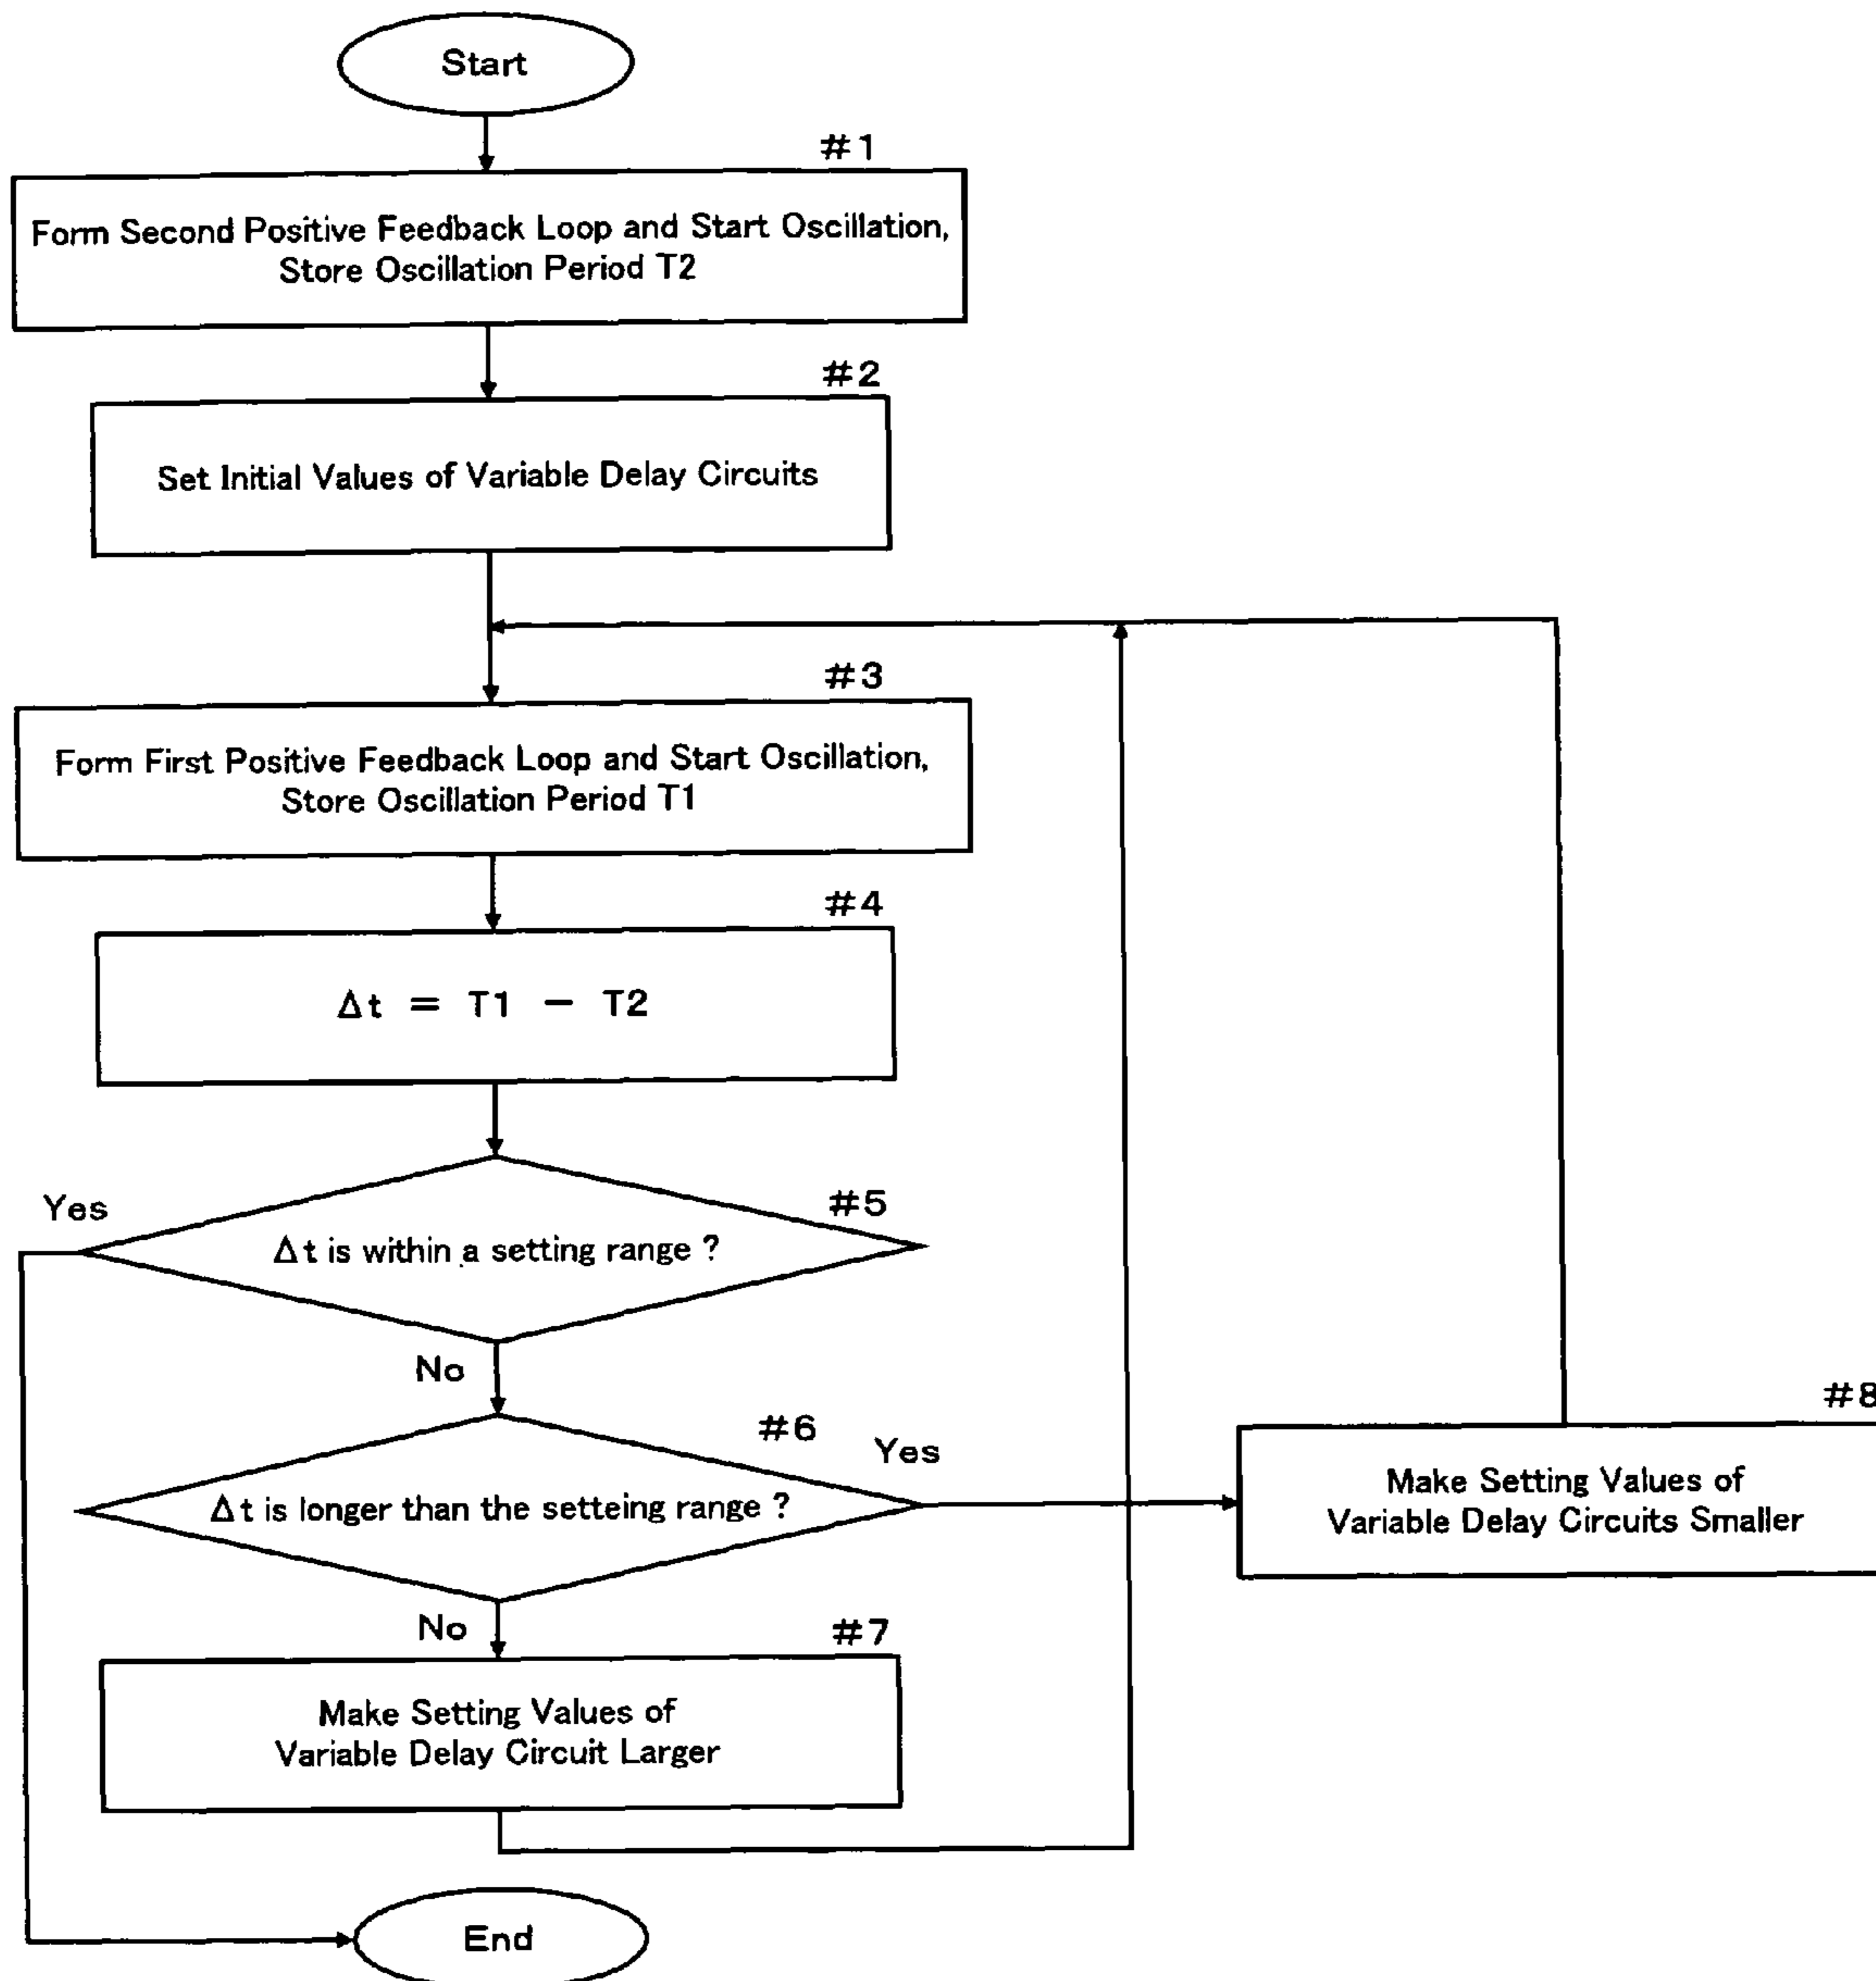 Start
#1
Form Second Positive Feedback Loop and Start Oscillation,
Store Oscillation Period T2
#2
Set Initial Values of Variable Delay Circuits
#3
Form First Positive Feedback Loop and Start Oscillation,
Store Oscillation Period T1
#4
Δt = T1 − T2
#5
Yes
Δt is within a setting range ?
No
#6
Yes
Δt is longer than the setteing range ?
#8
Make Setting Values of
Variable Delay Circuits Smaller
No
#7
Make Setting Values of
Variable Delay Circuit Larger
End